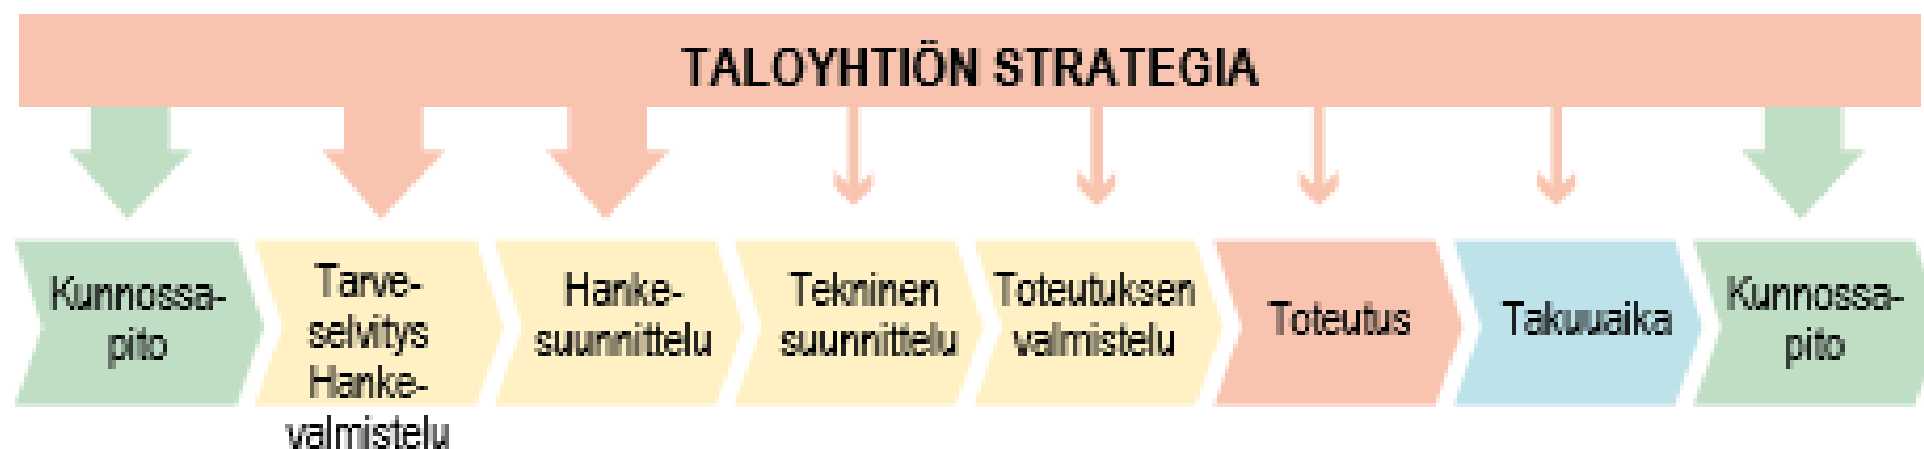 TALOYHTIÖN STRATEGIA
Kunnossa-
pito
Tarve-
selvitys
Hanke-
valmistelu
Hanke-
suunnittelu
Tekninen
suunnittelu
Toteutuksen
valmistelu
Toteutus
Takuuaika
Kunnossa-
pito